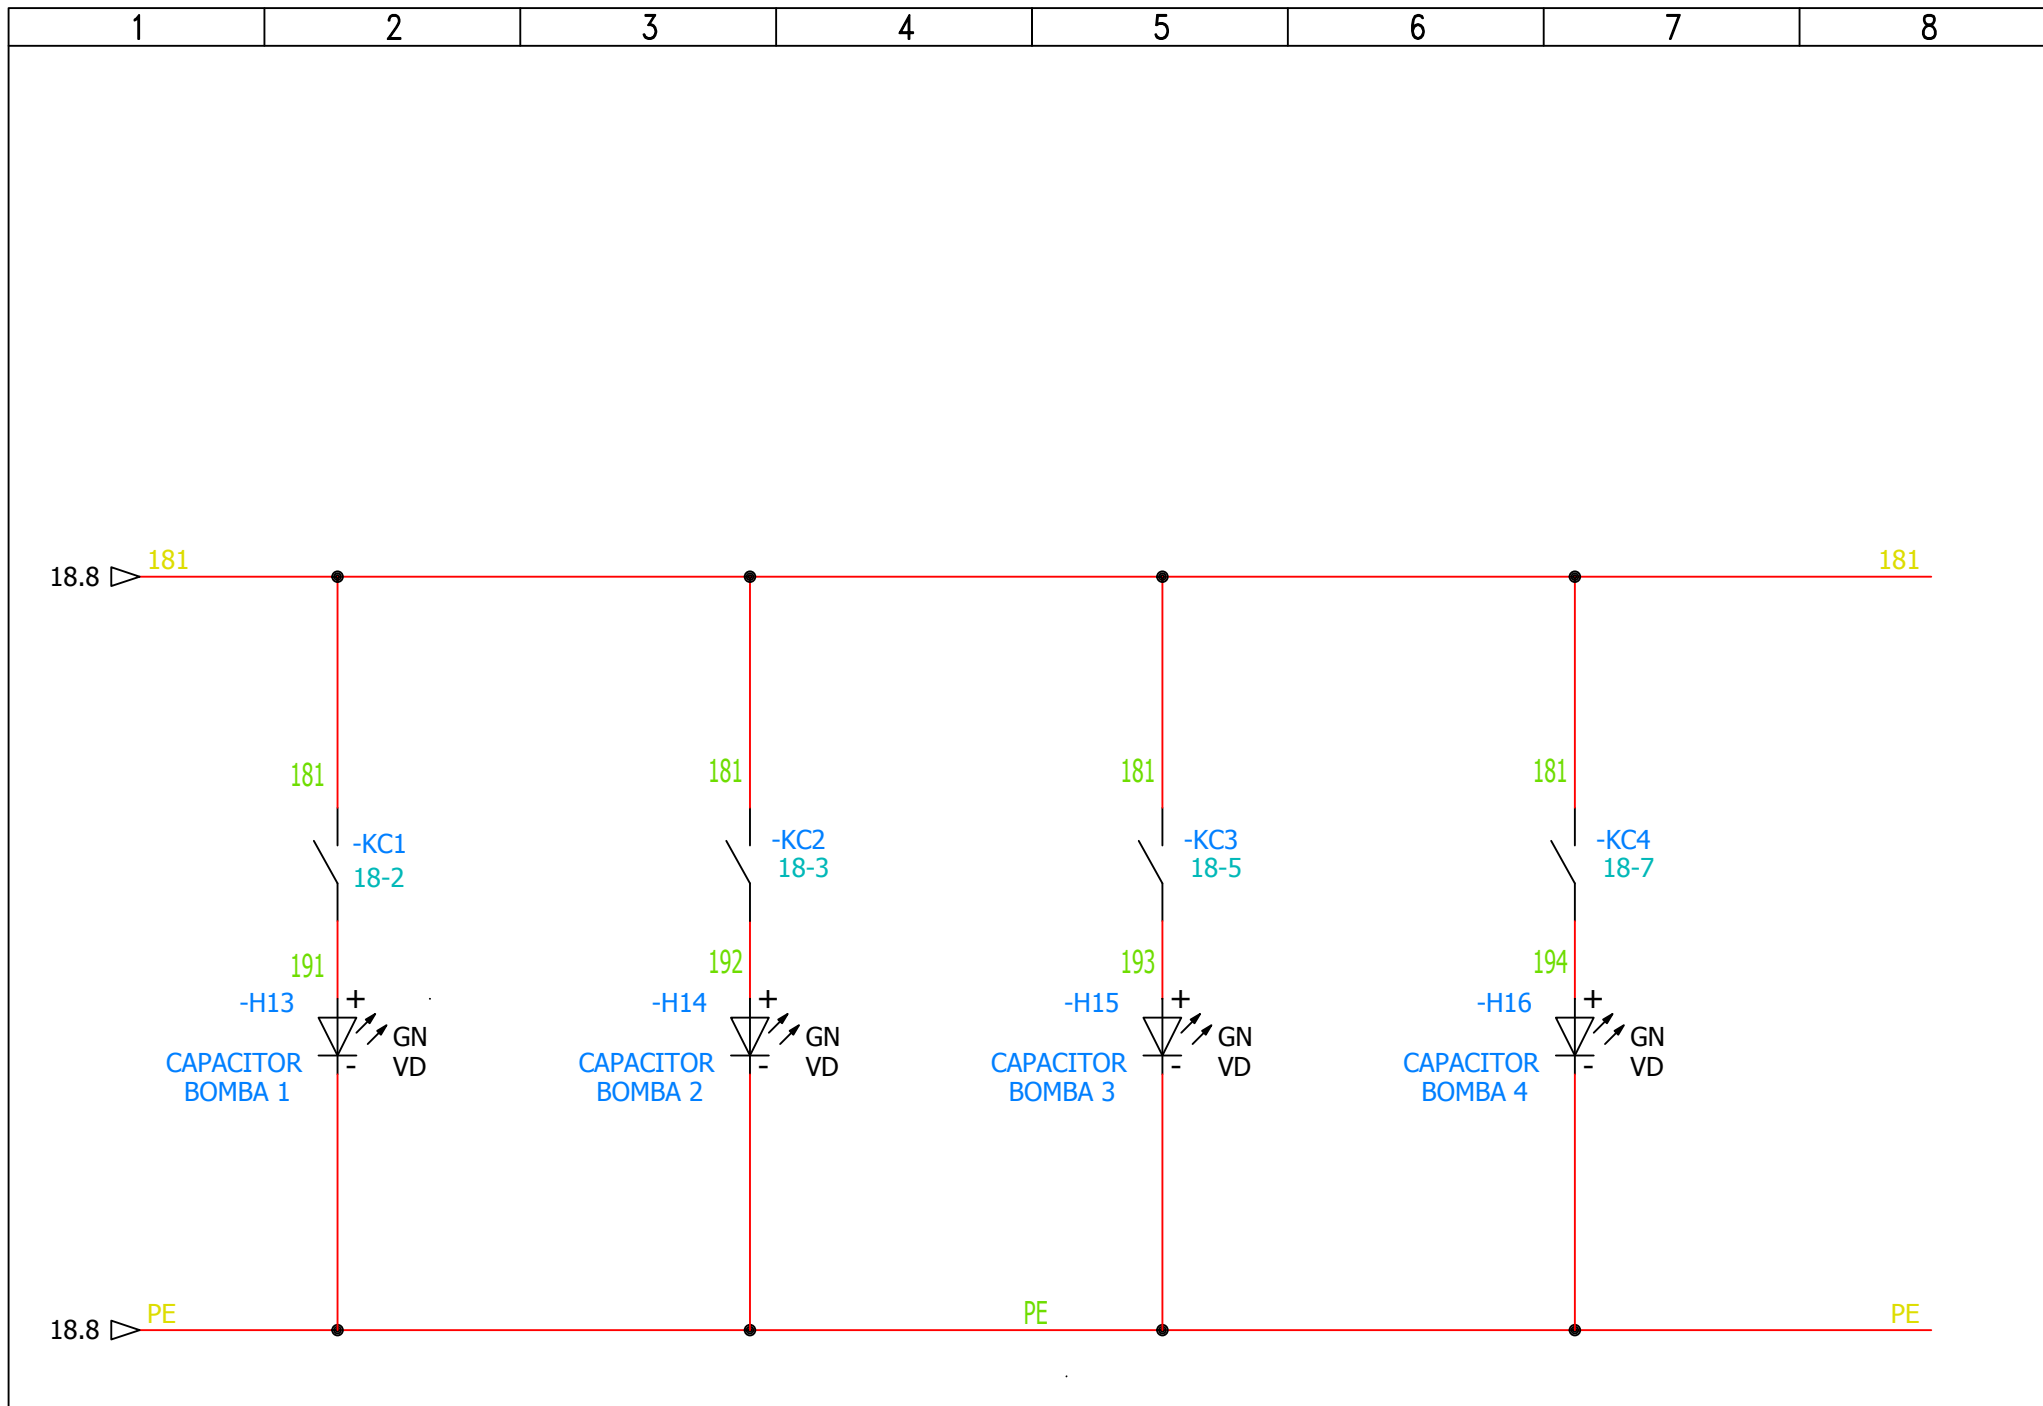 1 2 3 4 5 6 7 8
18.8 181 181
181 181 181 181
-KC1 -KC2 -KC3 -KC4
18-2 18-3 18-5 18-7
191 192 193 194
-H13 + -H14 + -H15 + -H16 +
GN GN GN GN
CAPACITOR - VD CAPACITOR - VD CAPACITOR - VD CAPACITOR - VD
BOMBA 1 BOMBA 2 BOMBA 3 BOMBA 4
18.8 PE PE PE